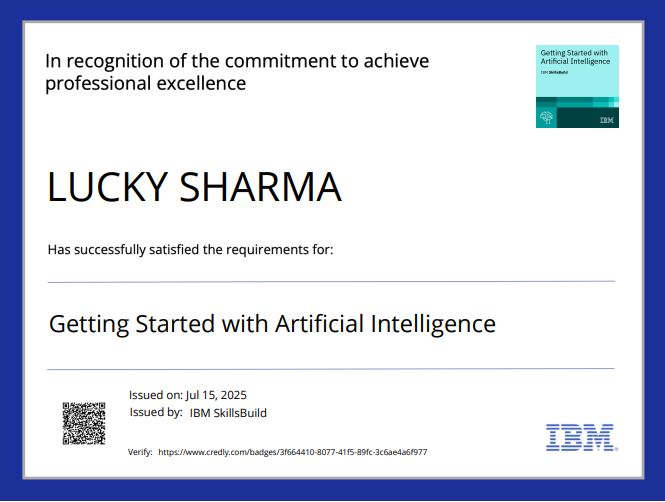 In recognition of the commitment to achieve
professional excellence
Getting Started with
Artificial Intelligence
IBM SkillsBuild
IBM
LUCKY SHARMA
Has successfully satisfied the requirements for:
Getting Started with Artificial Intelligence
Issued on: Jul 15, 2025
Issued by: IBM SkillsBuild
Verify: https://www.credly.com/badges/3f664410-8077-41f5-89fc-3c6ae4a6f977
IBM®